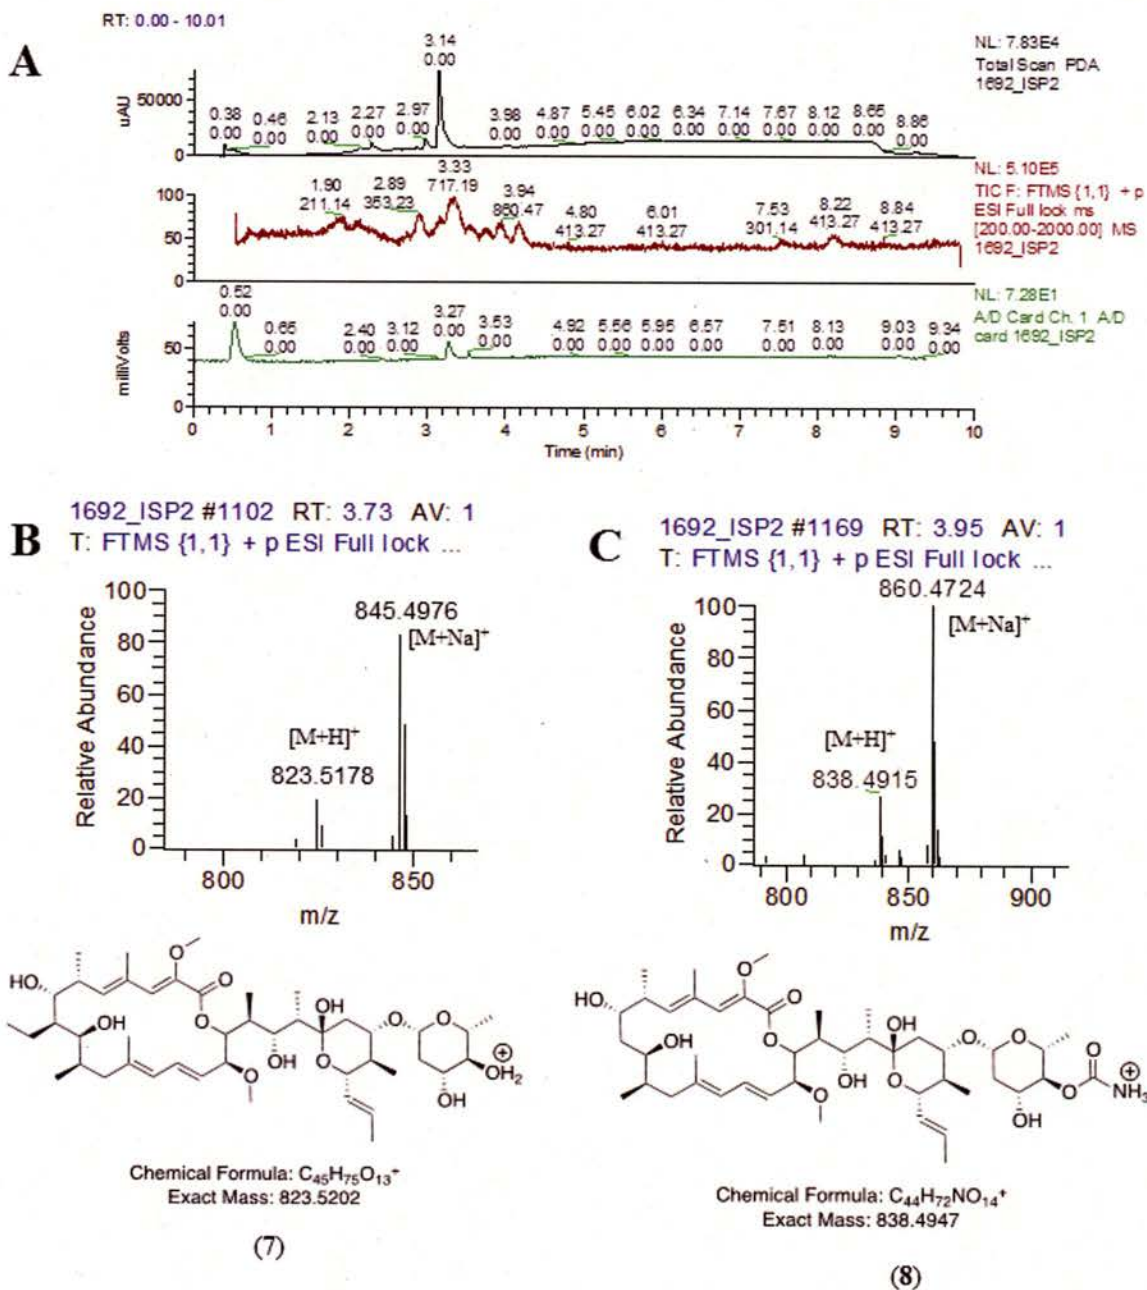 RT: 0.00 - 10.01
A
3.14
0.00
NL: 7.83E4
Total Scan PDA
1692_ISP2
uAU
50000
0
0.38
0.00
0.46
0.00
2.13
0.00
2.27
0.00
2.97
0.00
3.98
0.00
4.87
0.00
5.45
0.00
6.02
0.00
6.34
0.00
7.14
0.00
7.67
0.00
8.12
0.00
8.65
0.00
8.86
0.00
NL: 5.10E5
TIC F: FTMS {1,1} + p
ESI Full lock ms
[200.00-2000.00] MS
1692_ISP2
100
50
0
1.90
211.14
2.89
353.23
3.33
717.19
3.94
860.47
4.80
413.27
6.01
413.27
7.53
301.14
8.22
413.27
8.84
413.27
NL: 7.28E1
A/D Card Ch. 1 A/D
card 1692_ISP2
milliVolts
50
0
0.52
0.00
0.65
0.00
2.40
0.00
3.12
0.00
3.27
0.00
3.53
0.00
4.92
0.00
5.56
0.00
5.95
0.00
6.57
0.00
7.51
0.00
8.13
0.00
9.03
0.00
9.34
0.00
0 1 2 3 4 5 6 7 8 9 10
Time (min)
B
1692_ISP2 #1102 RT: 3.73 AV: 1
T: FTMS {1,1} + p ESI Full lock ...
Relative Abundance
100
80
60
40
20
0
845.4976
[M+Na]+
[M+H]+
823.5178
800 850
m/z
HO
O
O
O
OH
OH
OH
O
O
O
O
OH2
+
OH
Chemical Formula: C45H75O13+
Exact Mass: 823.5202
(7)
C
1692_ISP2 #1169 RT: 3.95 AV: 1
T: FTMS {1,1} + p ESI Full lock ...
Relative Abundance
100
80
60
40
20
0
860.4724
[M+Na]+
[M+H]+
838.4915
800 850 900
m/z
HO
O
O
O
OH
OH
OH
O
O
O
O
O
O
NH3
+
OH
Chemical Formula: C44H72NO14+
Exact Mass: 838.4947
(8)